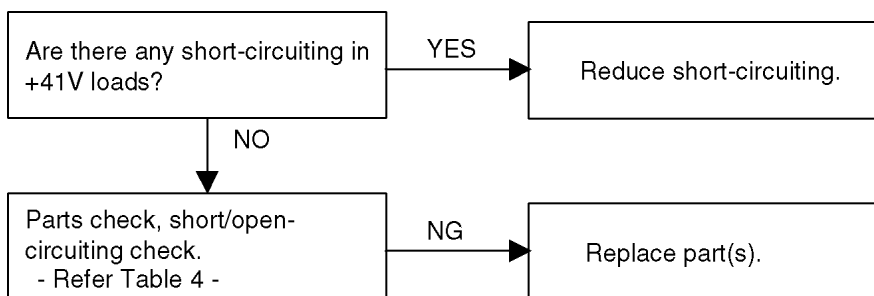 Are there any short-circuiting in
+41V loads?
YES
Reduce short-circuiting.
NO
Parts check, short/open-
circuiting check.
- Refer Table 4 -
NG
Replace part(s).